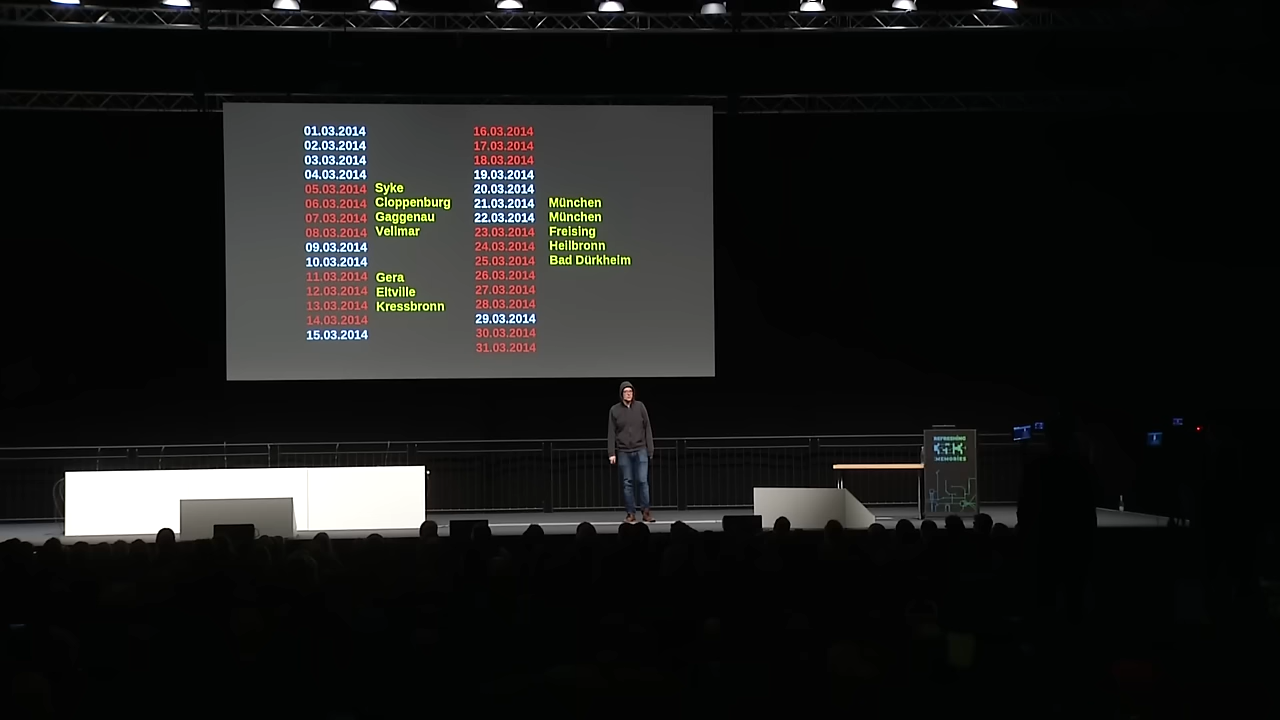 01.03.2014
02.03.2014
03.03.2014
04.03.2014
05.03.2014 Syke
06.03.2014 Cloppenburg
07.03.2014 Gaggenau
08.03.2014 Vellmar
09.03.2014
10.03.2014
11.03.2014 Gera
12.03.2014 Eltville
13.03.2014 Kressbronn
14.03.2014
15.03.2014
16.03.2014
17.03.2014
18.03.2014
19.03.2014
20.03.2014
21.03.2014 München
22.03.2014 München
23.03.2014 Freising
24.03.2014 Heilbronn
25.03.2014 Bad Dürkheim
26.03.2014
27.03.2014
28.03.2014
29.03.2014
30.03.2014
31.03.2014
REFRESHING
MEMORIES